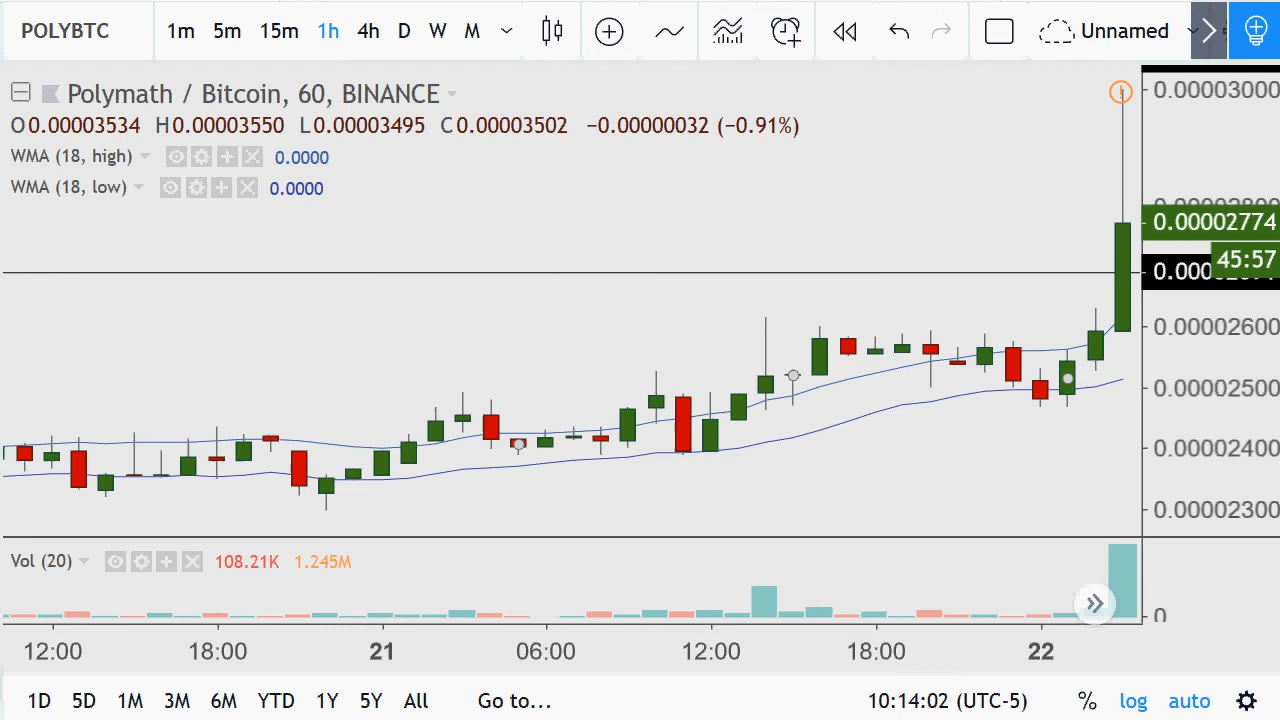 POLYBTC 1m 5m 15m 1h 4h D W M Unnamed
Polymath / Bitcoin, 60, BINANCE
O0.00003534 H0.00003550 L0.00003495 C0.00003502 −0.00000032 (−0.91%)
WMA (18, high) 0.0000
WMA (18, low) 0.0000
0.00003000
0.00002774
45:57
0.00002600
0.00002500
0.00002400
0.00002300
Vol (20) 108.21K 1.245M
0
12:00 18:00 21 06:00 12:00 18:00 22
1D 5D 1M 3M 6M YTD 1Y 5Y All Go to... 10:14:02 (UTC-5) % log auto